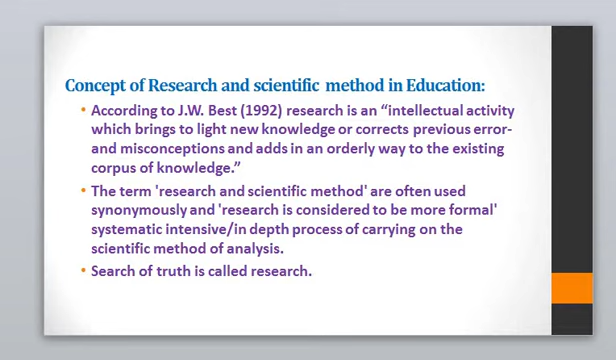 Concept of Research and scientific method in Education:
According to J.W. Best (1992) research is an “intellectual activity
which brings to light new knowledge or corrects previous error-
and misconceptions and adds in an orderly way to the existing
corpus of knowledge.”
The term 'research and scientific method' are often used
synonymously and 'research is considered to be more formal'
systematic intensive/in depth process of carrying on the
scientific method of analysis.
Search of truth is called research.